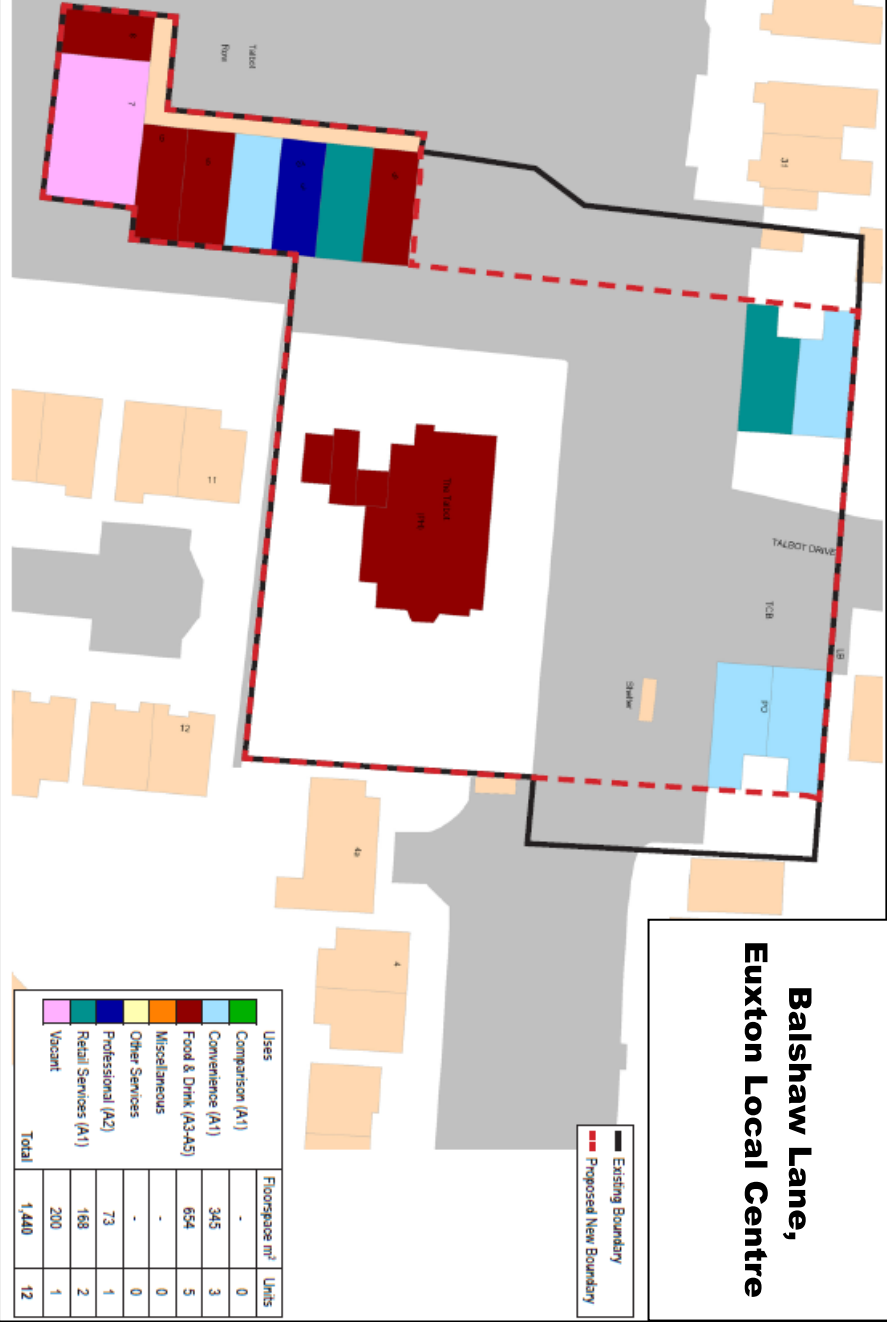 Balshaw Lane,
Euxton Local Centre
Existing Boundary
Proposed New Boundary
Uses Floorspace m² Units
Comparison (A1) - 0
Convenience (A1) 345 3
Food & Drink (A3-A5) 654 5
Miscellaneous - 0
Other Services - 0
Professional (A2) 73 1
Retail Services (A1) 168 2
Vacant 200 1
Total 1,440 12
31
TALBOT DRIVE
TCB
LB
PO
Shelter
The Talbot
Talbot
Row
7
11
12
4a
4